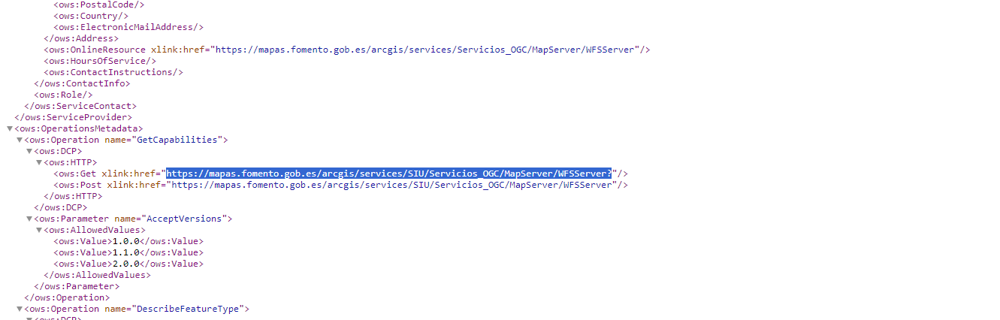 <ows:PostalCode/>
<ows:Country/>
<ows:ElectronicMailAddress/>
</ows:Address>
<ows:OnlineResource xlink:href="https://mapas.fomento.gob.es/arcgis/services/Servicios_OGC/MapServer/WFSServer"/>
<ows:HoursOfService/>
<ows:ContactInstructions/>
</ows:ContactInfo>
<ows:Role/>
</ows:ServiceContact>
</ows:ServiceProvider>
▼<ows:OperationsMetadata>
▼<ows:Operation name="GetCapabilities">
▼<ows:DCP>
▼<ows:HTTP>
<ows:Get xlink:href="https://mapas.fomento.gob.es/arcgis/services/SIU/Servicios_OGC/MapServer/WFSServer?"/>
<ows:Post xlink:href="https://mapas.fomento.gob.es/arcgis/services/SIU/Servicios_OGC/MapServer/WFSServer"/>
</ows:HTTP>
</ows:DCP>
▼<ows:Parameter name="AcceptVersions">
▼<ows:AllowedValues>
<ows:Value>1.0.0</ows:Value>
<ows:Value>1.1.0</ows:Value>
<ows:Value>2.0.0</ows:Value>
</ows:AllowedValues>
</ows:Parameter>
</ows:Operation>
▼<ows:Operation name="DescribeFeatureType">
▼<ows:DCP>